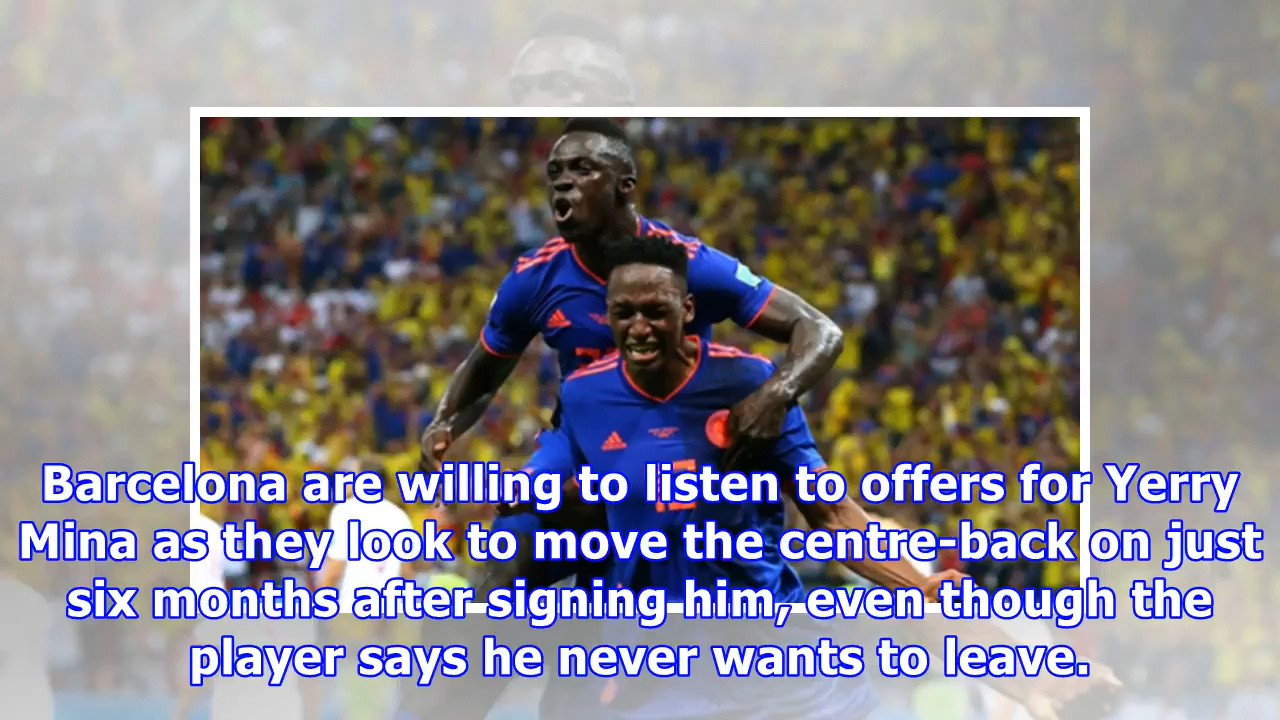 Barcelona are willing to listen to offers for Yerry
Mina as they look to move the centre-back on just
six months after signing him, even though the
player says he never wants to leave.